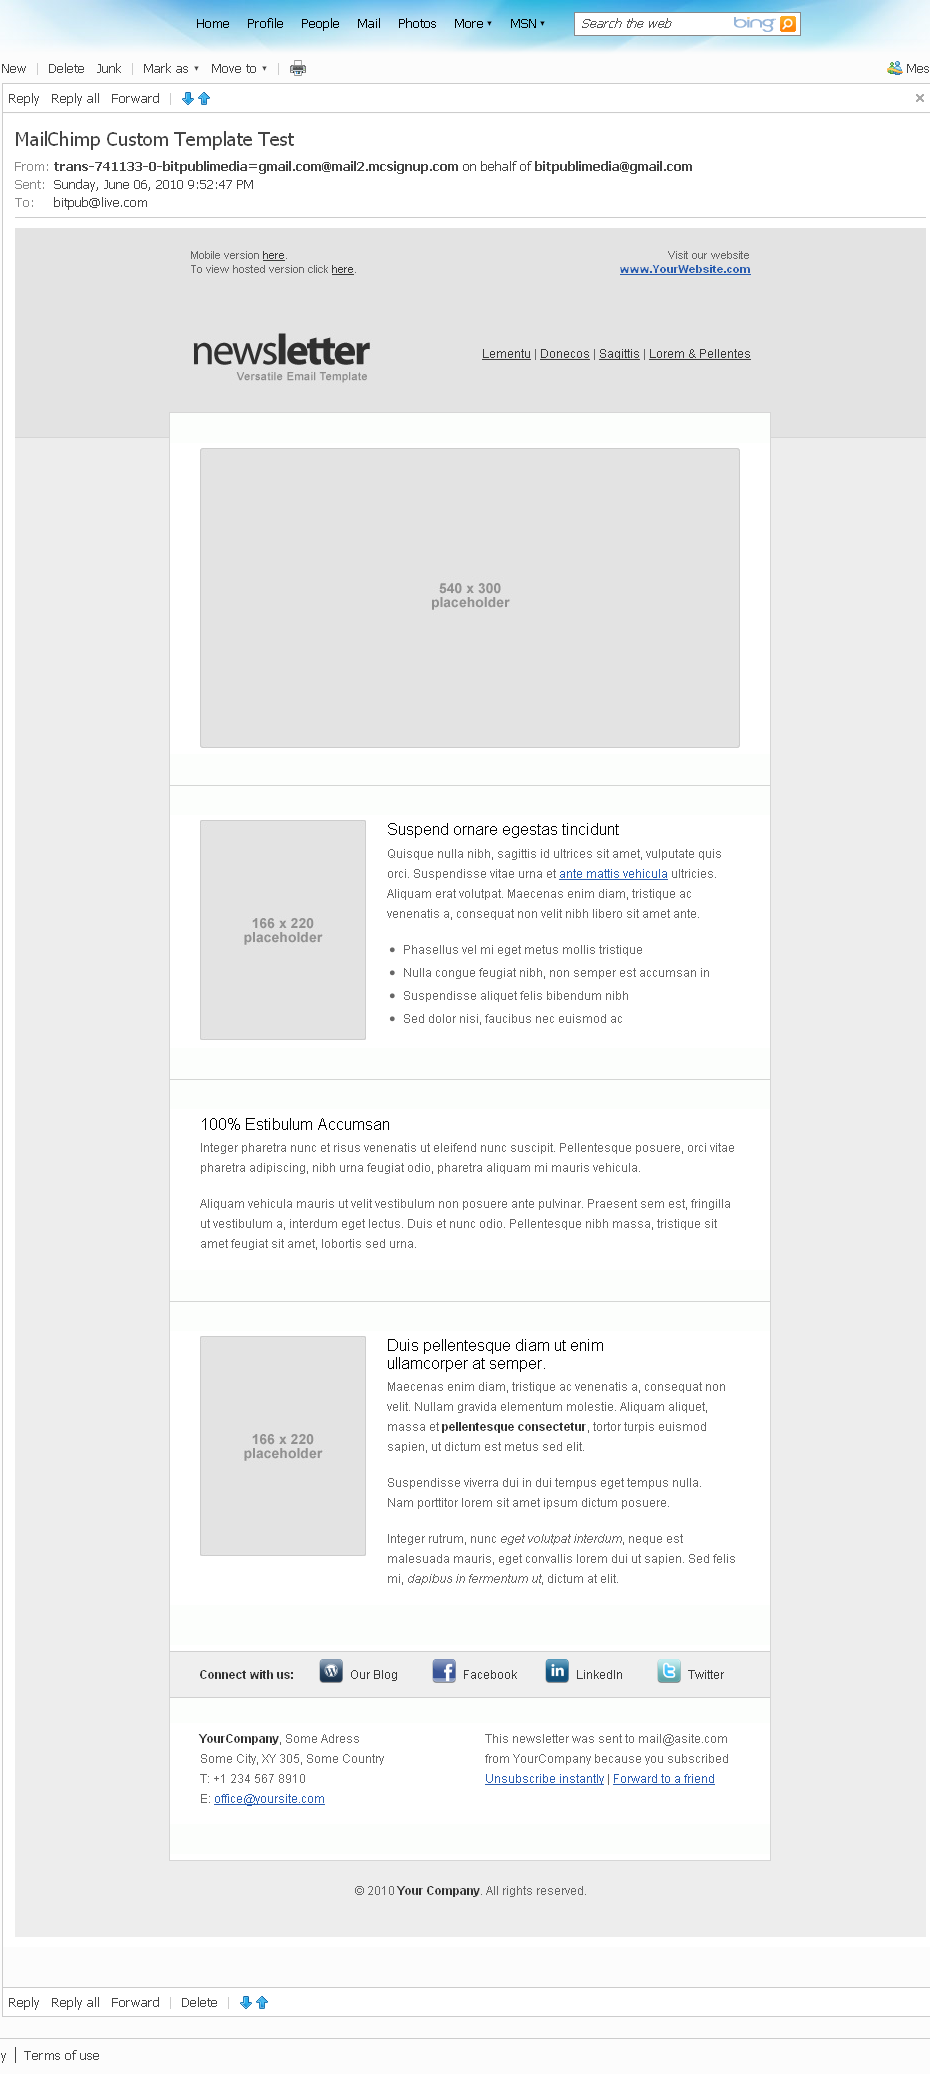 Home Profile People Mail Photos More MSN Search the web bing
New Delete Junk Mark as Move to Mes
Reply Reply all Forward
MailChimp Custom Template Test
From: trans-741133-0-bitpublimedia=gmail.com@mail2.mcsignup.com on behalf of bitpublimedia@gmail.com
Sent: Sunday, June 06, 2010 9:52:47 PM
To: bitpub@live.com
Mobile version here.
To view hosted version click here.
Visit our website
www.YourWebsite.com
newsletter
Versatile Email Template
Lementu | Donecos | Sagittis | Lorem & Pellentes
540 x 300
placeholder
166 x 220
placeholder
Suspend ornare egestas tincidunt
Quisque nulla nibh, sagittis id ultrices sit amet, vulputate quis
orci. Suspendisse vitae urna et ante mattis vehicula ultricies.
Aliquam erat volutpat. Maecenas enim diam, tristique ac
venenatis a, consequat non velit nibh libero sit amet ante.
• Phasellus vel mi eget metus mollis tristique
• Nulla congue feugiat nibh, non semper est accumsan in
• Suspendisse aliquet felis bibendum nibh
• Sed dolor nisi, faucibus nec euismod ac
100% Estibulum Accumsan
Integer pharetra nunc et risus venenatis ut eleifend nunc suscipit. Pellentesque posuere, orci vitae
pharetra adipiscing, nibh urna feugiat odio, pharetra aliquam mi mauris vehicula.
Aliquam vehicula mauris ut velit vestibulum non posuere ante pulvinar. Praesent sem est, fringilla
ut vestibulum a, interdum eget lectus. Duis et nunc odio. Pellentesque nibh massa, tristique sit
amet feugiat sit amet, lobortis sed urna.
166 x 220
placeholder
Duis pellentesque diam ut enim
ullamcorper at semper.
Maecenas enim diam, tristique ac venenatis a, consequat non
velit. Nullam gravida elementum molestie. Aliquam aliquet,
massa et pellentesque consectetur, tortor turpis euismod
sapien, ut dictum est metus sed elit.
Suspendisse viverra dui in dui tempus eget tempus nulla.
Nam porttitor lorem sit amet ipsum dictum posuere.
Integer rutrum, nunc eget volutpat interdum, neque est
malesuada mauris, eget convallis lorem dui ut sapien. Sed felis
mi, dapibus in fermentum ut, dictum at elit.
Connect with us: Our Blog Facebook LinkedIn Twitter
YourCompany, Some Adress
Some City, XY 305, Some Country
T: +1 234 567 8910
E: office@yoursite.com
This newsletter was sent to mail@asite.com
from YourCompany because you subscribed
Unsubscribe instantly | Forward to a friend
© 2010 Your Company. All rights reserved.
Reply Reply all Forward Delete
y | Terms of use